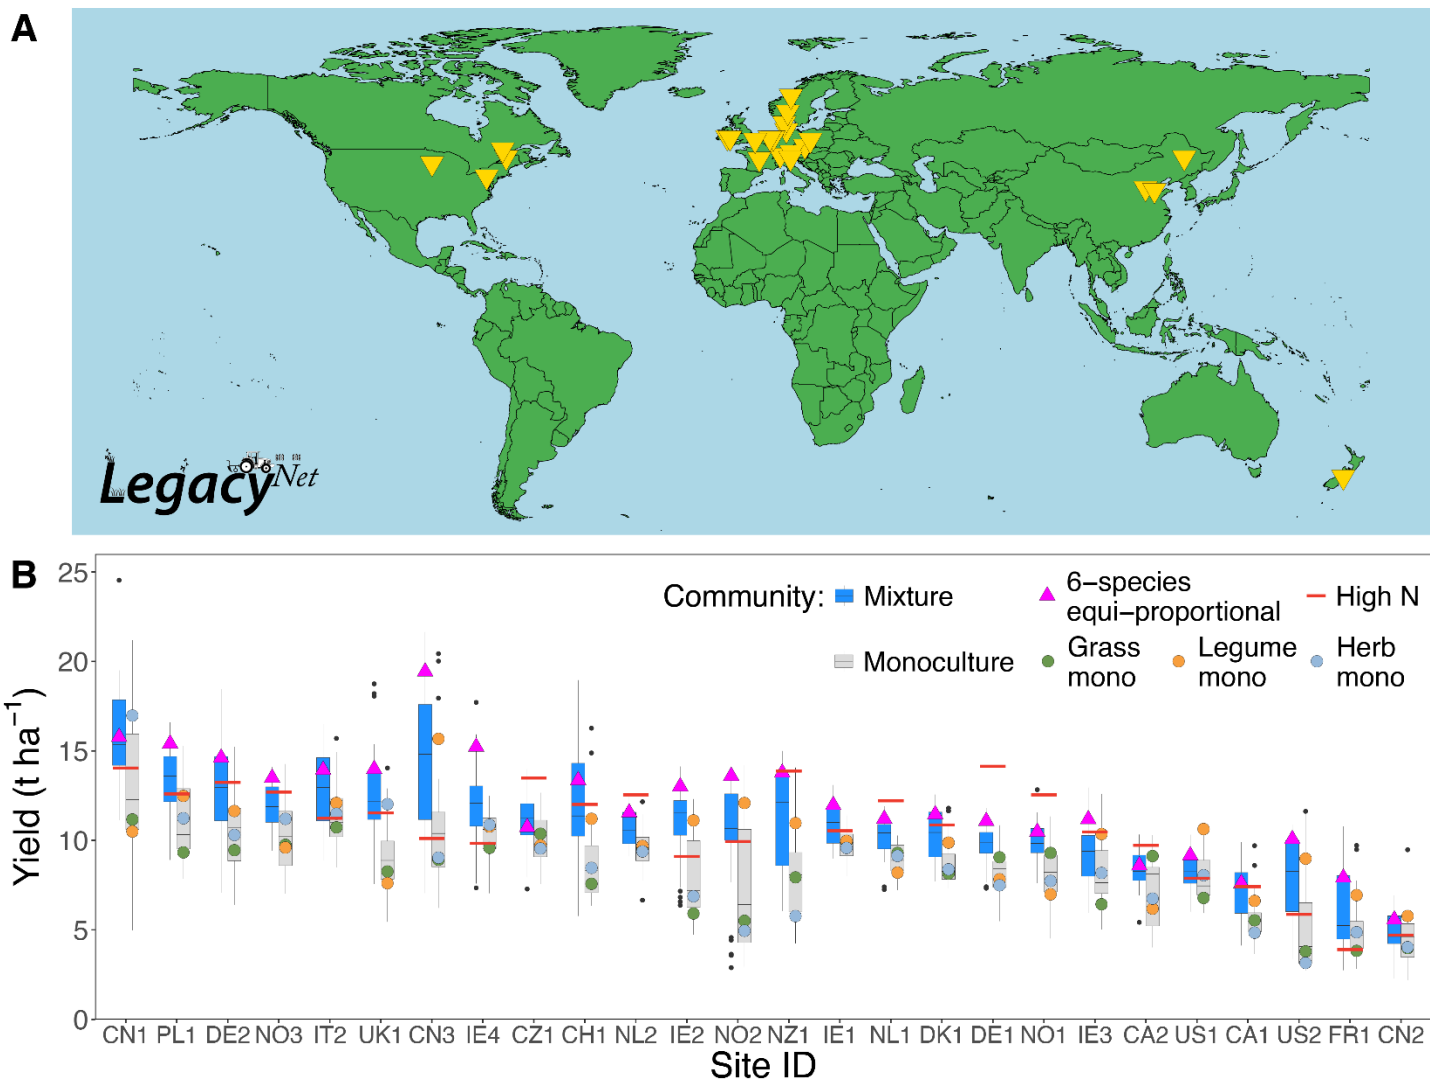 A
LegacyNet
B
Community:
Mixture
6−species
equi−proportional
High N
Monoculture
Grass
mono
Legume
mono
Herb
mono
Yield (t ha−1)
25
20
15
10
5
0
CN1 PL1 DE2 NO3 IT2 UK1 CN3 IE4 CZ1 CH1 NL2 IE2 NO2 NZ1 IE1 NL1 DK1 DE1 NO1 IE3 CA2 US1 CA1 US2 FR1 CN2
Site ID